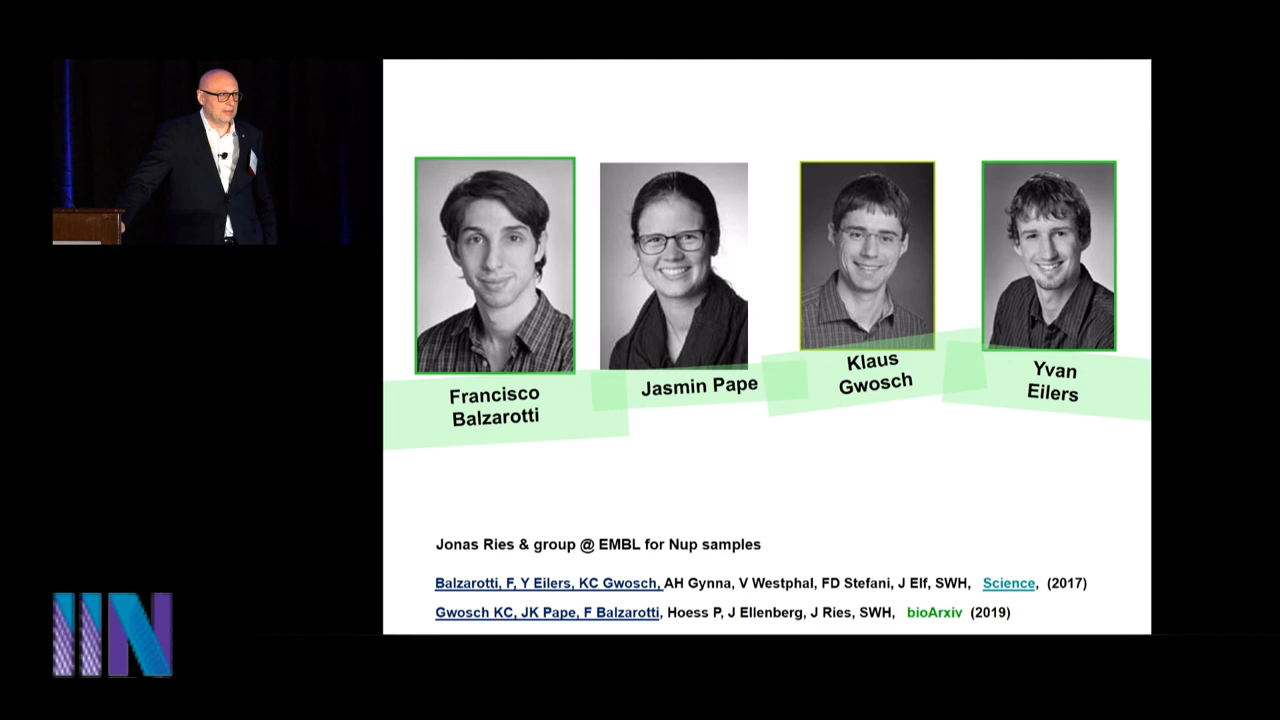 Francisco
Balzarotti
Jasmin Pape
Klaus
Gwosch
Yvan
Eilers
Jonas Ries & group @ EMBL for Nup samples
Balzarotti, F, Y Eilers, KC Gwosch, AH Gynna, V Westphal, FD Stefani, J Elf, SWH, Science, (2017)
Gwosch KC, JK Pape, F Balzarotti, Hoess P, J Ellenberg, J Ries, SWH, bioArxiv (2019)
IIN